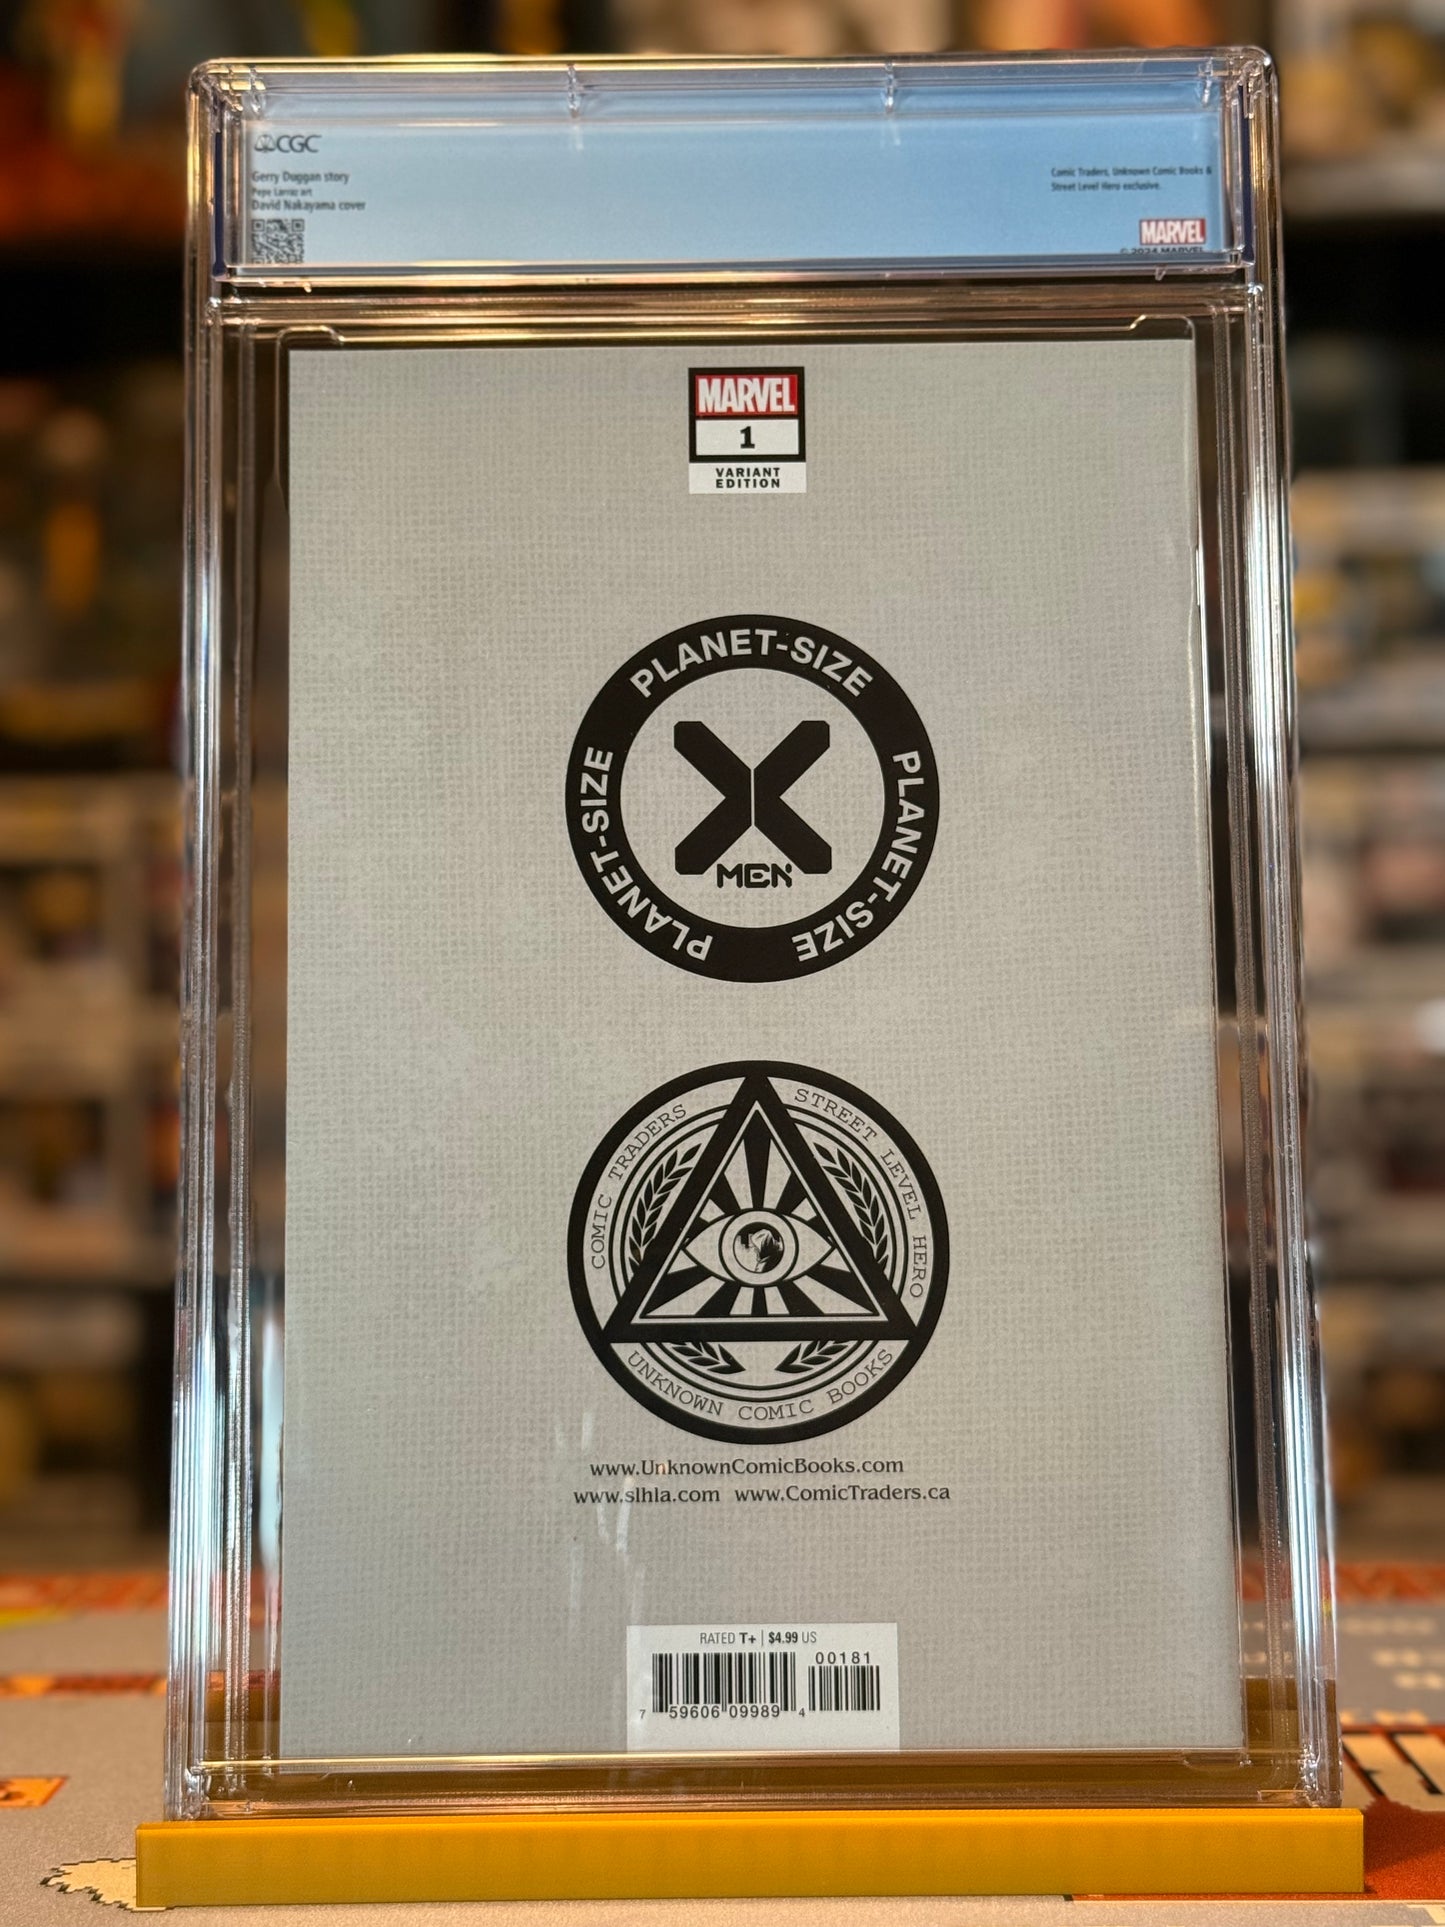 CGC
Gerry Duggan story
Pepe Larraz art
David Nakayama cover
Comic Traders, Unknown Comic Books &
Street Level Hero exclusive.
MARVEL
© 2024 MARVEL
MARVEL
1
VARIANT
EDITION
PLANET-SIZE
PLANET-SIZE
PLANET-SIZE
X
MEN
COMIC TRADERS
STREET LEVEL HERO
UNKNOWN COMIC BOOKS
www.UnknownComicBooks.com
www.slhla.com www.ComicTraders.ca
RATED T+ | $4.99 US
00181
7 59606 09989 4